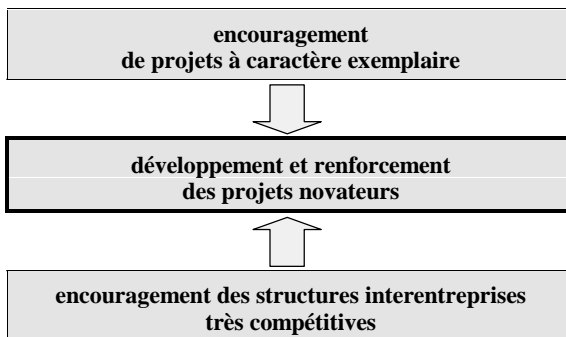 encouragement
de projets à caractère exemplaire
développement et renforcement
des projets novateurs
encouragement des structures interentreprises
très compétitives